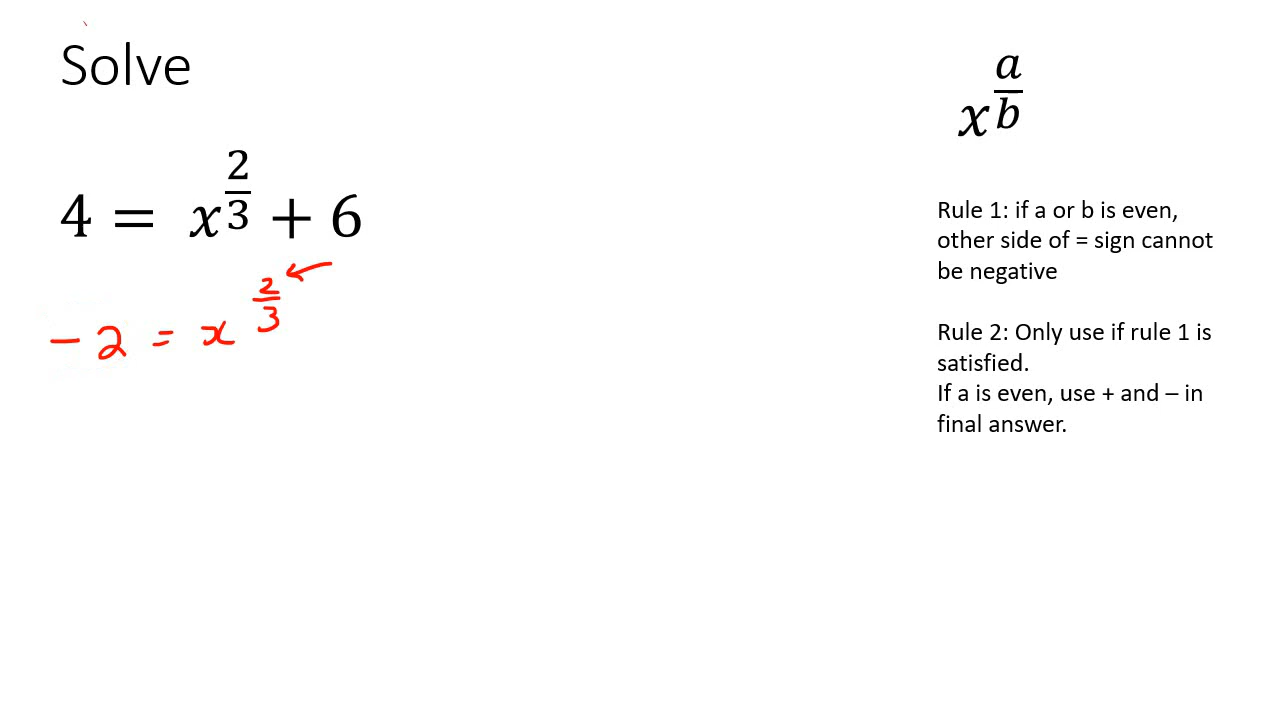 Solve
4 = x^{2/3} + 6
-2 = x^{2/3}
x^{a/b}
Rule 1: if a or b is even,
other side of = sign cannot
be negative
Rule 2: Only use if rule 1 is
satisfied.
If a is even, use + and – in
final answer.